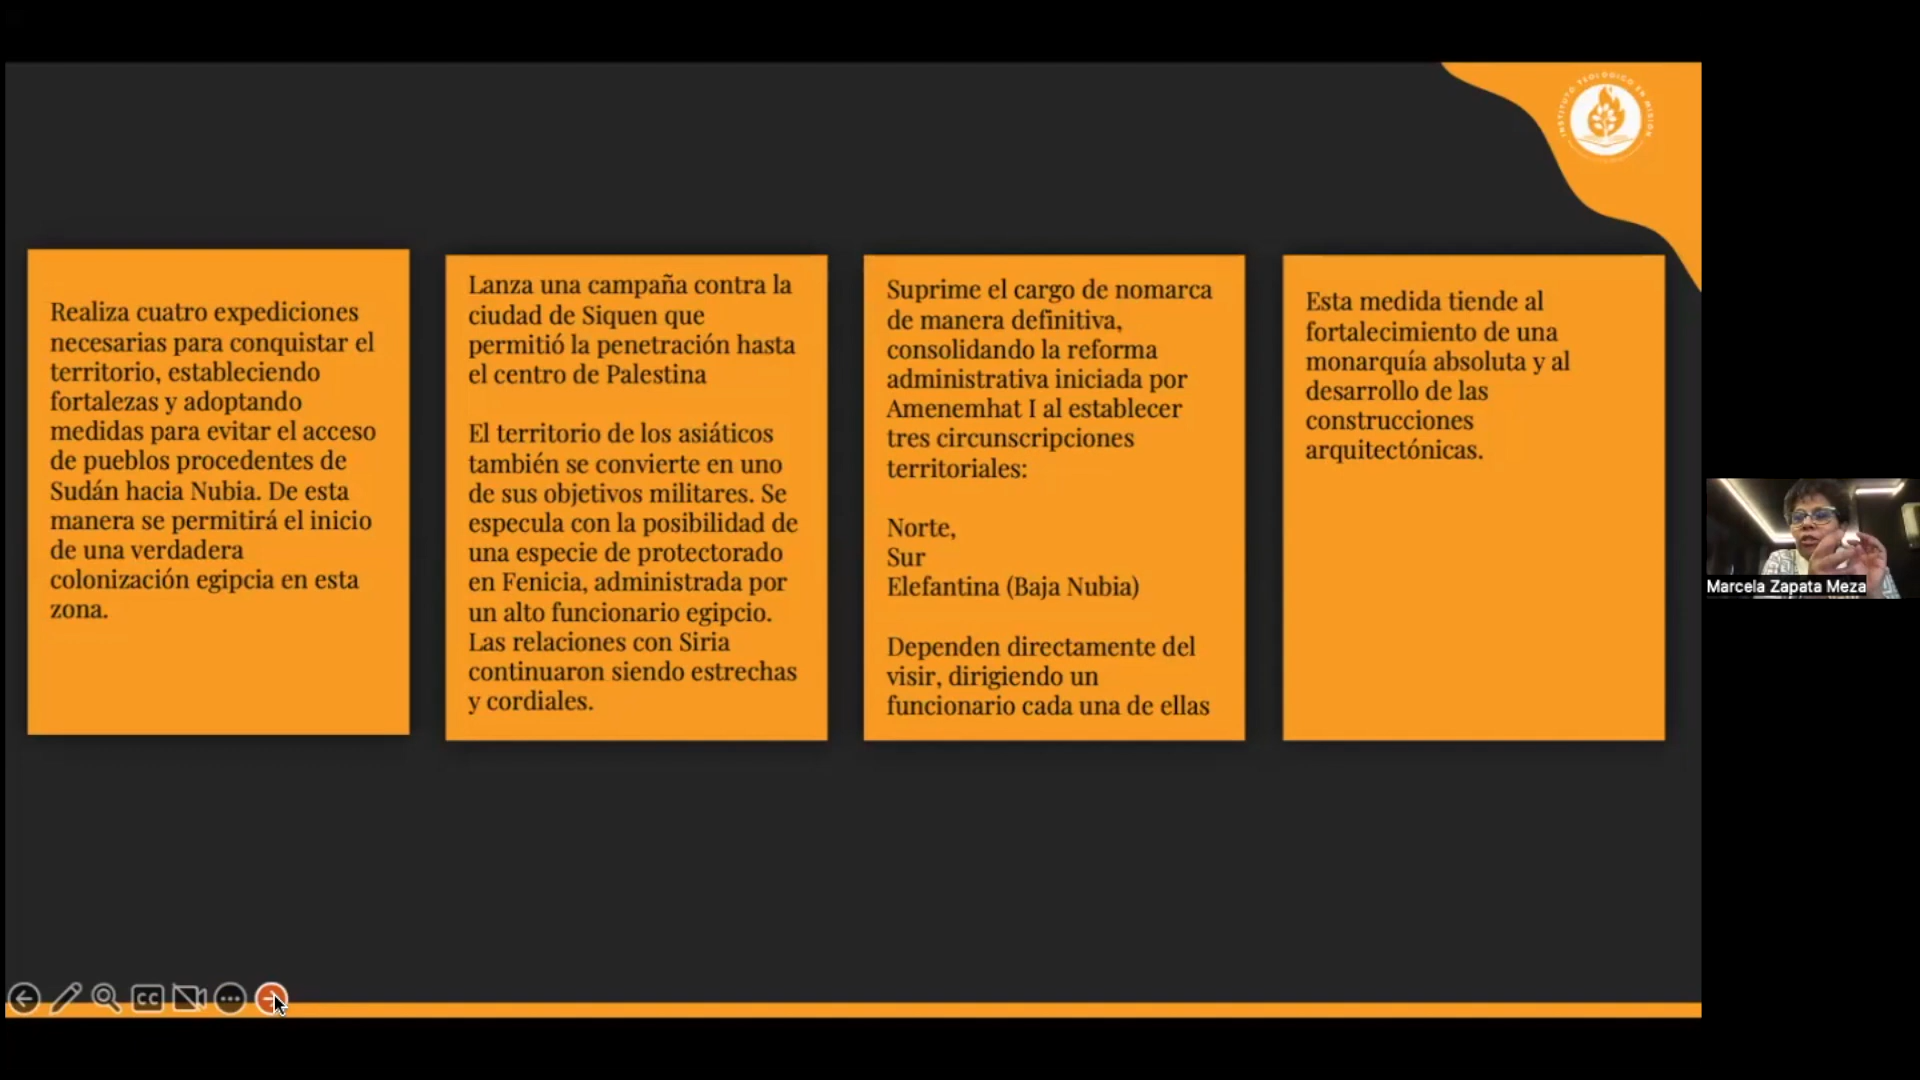 INSTITUTO TEOLÓGICO EN MISIÓN
Realiza cuatro expediciones
necesarias para conquistar el
territorio, estableciendo
fortalezas y adoptando
medidas para evitar el acceso
de pueblos procedentes de
Sudán hacia Nubia. De esta
manera se permitirá el inicio
de una verdadera
colonización egipcia en esta
zona.
Lanza una campaña contra la
ciudad de Siquen que
permitió la penetración hasta
el centro de Palestina
El territorio de los asiáticos
también se convierte en uno
de sus objetivos militares. Se
especula con la posibilidad de
una especie de protectorado
en Fenicia, administrada por
un alto funcionario egipcio.
Las relaciones con Siria
continuaron siendo estrechas
y cordiales.
Suprime el cargo de nomarca
de manera definitiva,
consolidando la reforma
administrativa iniciada por
Amenemhat I al establecer
tres circunscripciones
territoriales:
Norte,
Sur
Elefantina (Baja Nubia)
Dependen directamente del
visir, dirigiendo un
funcionario cada una de ellas
Esta medida tiende al
fortalecimiento de una
monarquía absoluta y al
desarrollo de las
construcciones
arquitectónicas.
Marcela Zapata Meza
CC